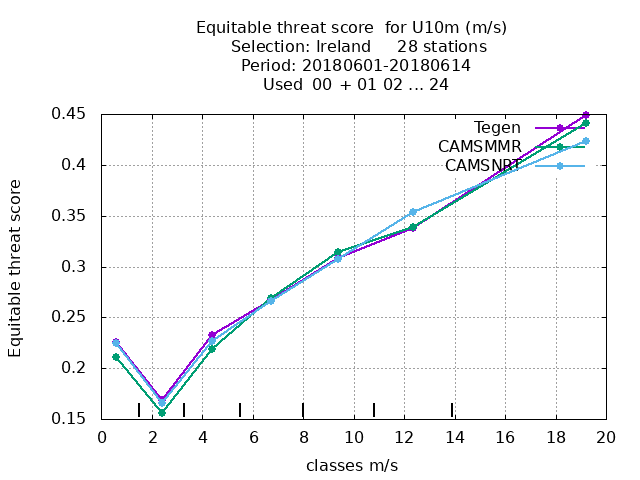 Equitable threat score  for U10m (m/s)
Selection: Ireland     28 stations
Period: 20180601-20180614
Used  00 + 01 02 ... 24
Equitable threat score
0.45
0.4
0.35
0.3
0.25
0.2
0.15
Tegen
CAMSMMR
CAMSNRT
0 2 4 6 8 10 12 14 16 18 20
classes m/s